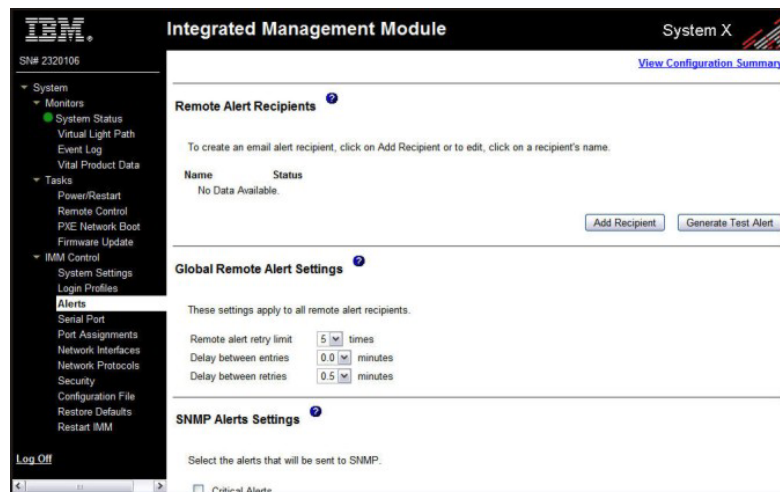 IBM.
Integrated Management Module
System X
SN# 2320106
View Configuration Summary
System
Monitors
System Status
Virtual Light Path
Event Log
Vital Product Data
Tasks
Power/Restart
Remote Control
PXE Network Boot
Firmware Update
IMM Control
System Settings
Login Profiles
Alerts
Serial Port
Port Assignments
Network Interfaces
Network Protocols
Security
Configuration File
Restore Defaults
Restart IMM
Log Off
Remote Alert Recipients ?
To create an email alert recipient, click on Add Recipient or to edit, click on a recipient's name.
Name Status
No Data Available.
Add Recipient Generate Test Alert
Global Remote Alert Settings ?
These settings apply to all remote alert recipients.
Remote alert retry limit 5 times
Delay between entries 0.0 minutes
Delay between retries 0.5 minutes
SNMP Alerts Settings ?
Select the alerts that will be sent to SNMP.
Critical Alerts